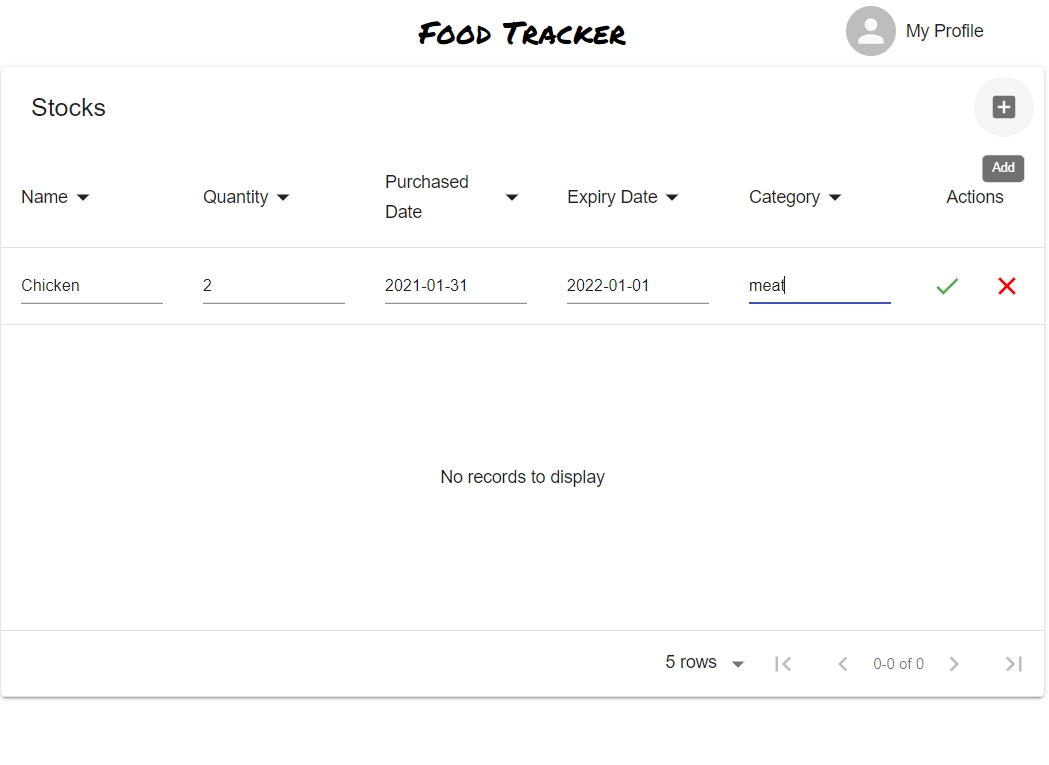 Food Tracker
My Profile
Stocks
Add
Name
Quantity
Purchased
Date
Expiry Date
Category
Actions
Chicken
2
2021-01-31
2022-01-01
meat
No records to display
5 rows
0-0 of 0